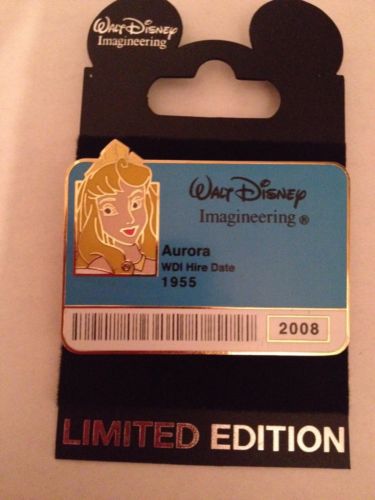 Walt Disney
Imagineering
Walt Disney
Imagineering ®
Aurora
WDI Hire Date
1955
2008
LIMITED EDITION